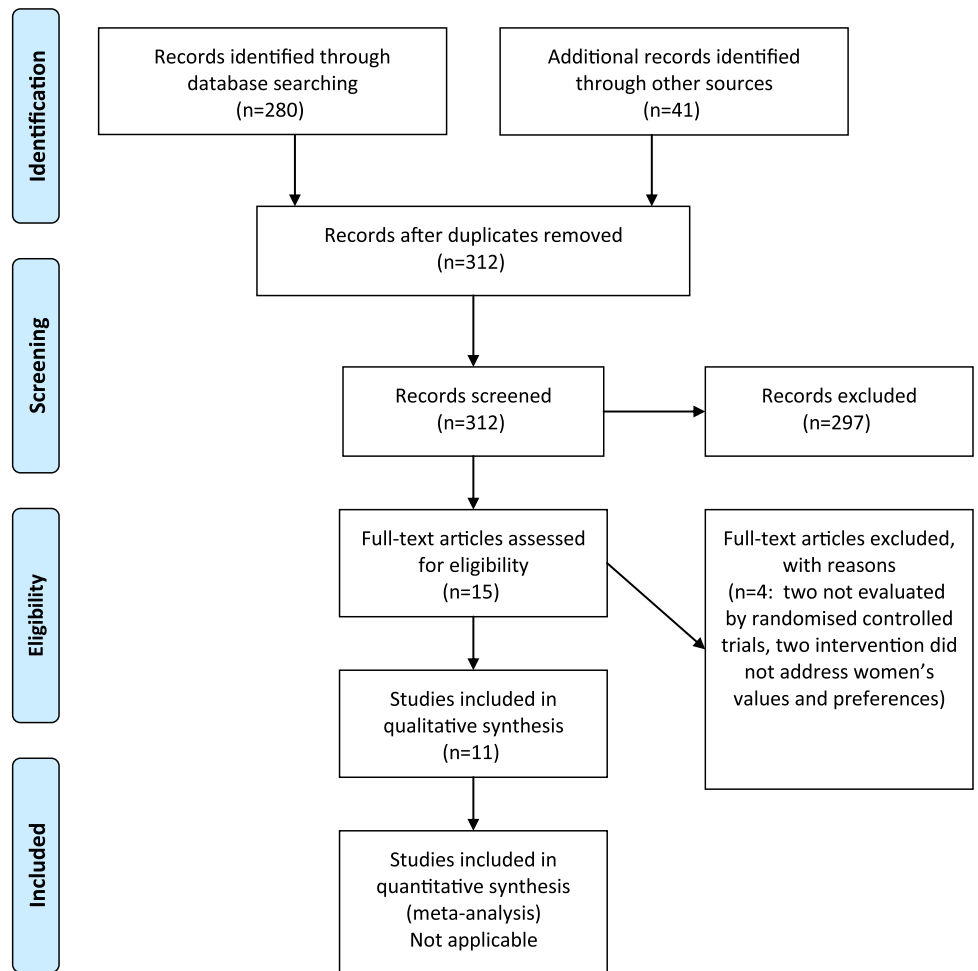 Identification
Records identified through
database searching
(n=280)
Additional records identified
through other sources
(n=41)
Records after duplicates removed
(n=312)
Screening
Records screened
(n=312)
Records excluded
(n=297)
Eligibility
Full-text articles assessed
for eligibility
(n=15)
Full-text articles excluded,
with reasons
(n=4:  two not evaluated
by randomised controlled
trials, two intervention did
not address women’s
values and preferences)
Studies included in
qualitative synthesis
(n=11)
Included
Studies included in
quantitative synthesis
(meta-analysis)
Not applicable